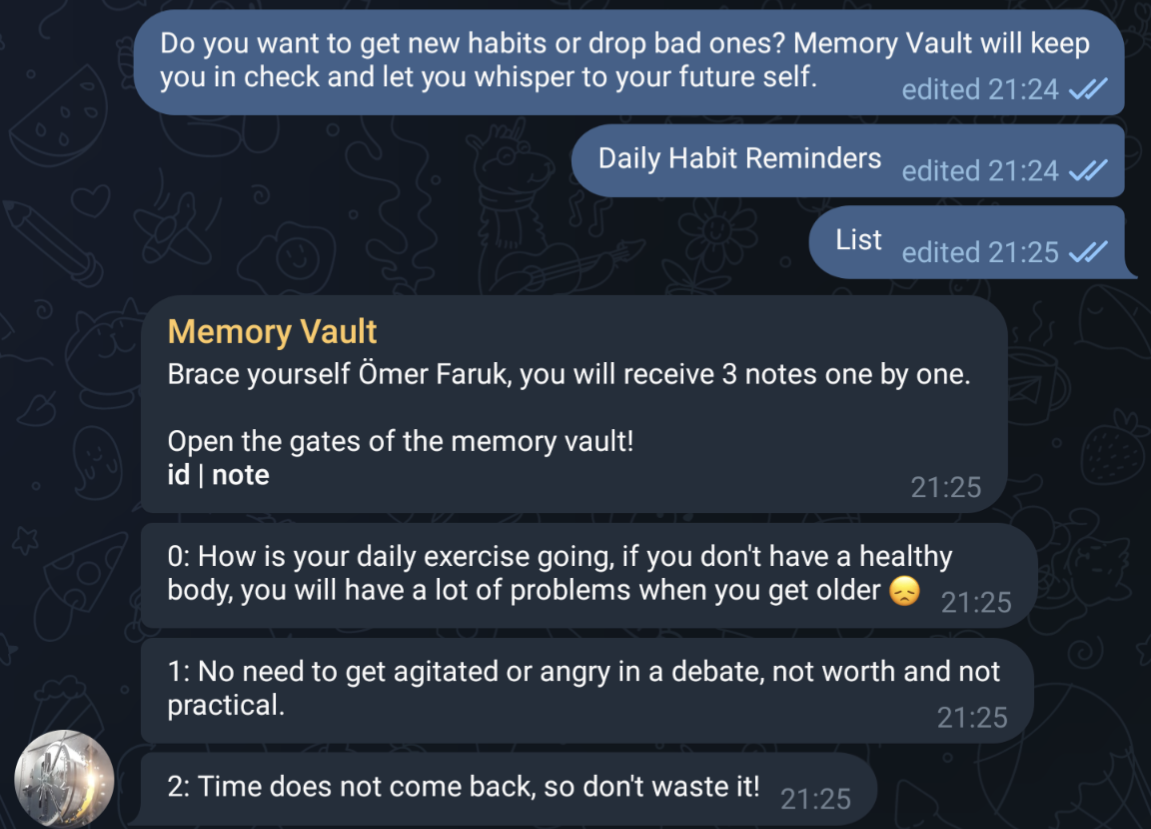 Do you want to get new habits or drop bad ones? Memory Vault will keep
you in check and let you whisper to your future self.
edited 21:24
Daily Habit Reminders
edited 21:24
List
edited 21:25
Memory Vault
Brace yourself Ömer Faruk, you will receive 3 notes one by one.
Open the gates of the memory vault!
id | note
21:25
0: How is your daily exercise going, if you don't have a healthy
body, you will have a lot of problems when you get older 😞
21:25
1: No need to get agitated or angry in a debate, not worth and not
practical.
21:25
2: Time does not come back, so don't waste it!
21:25